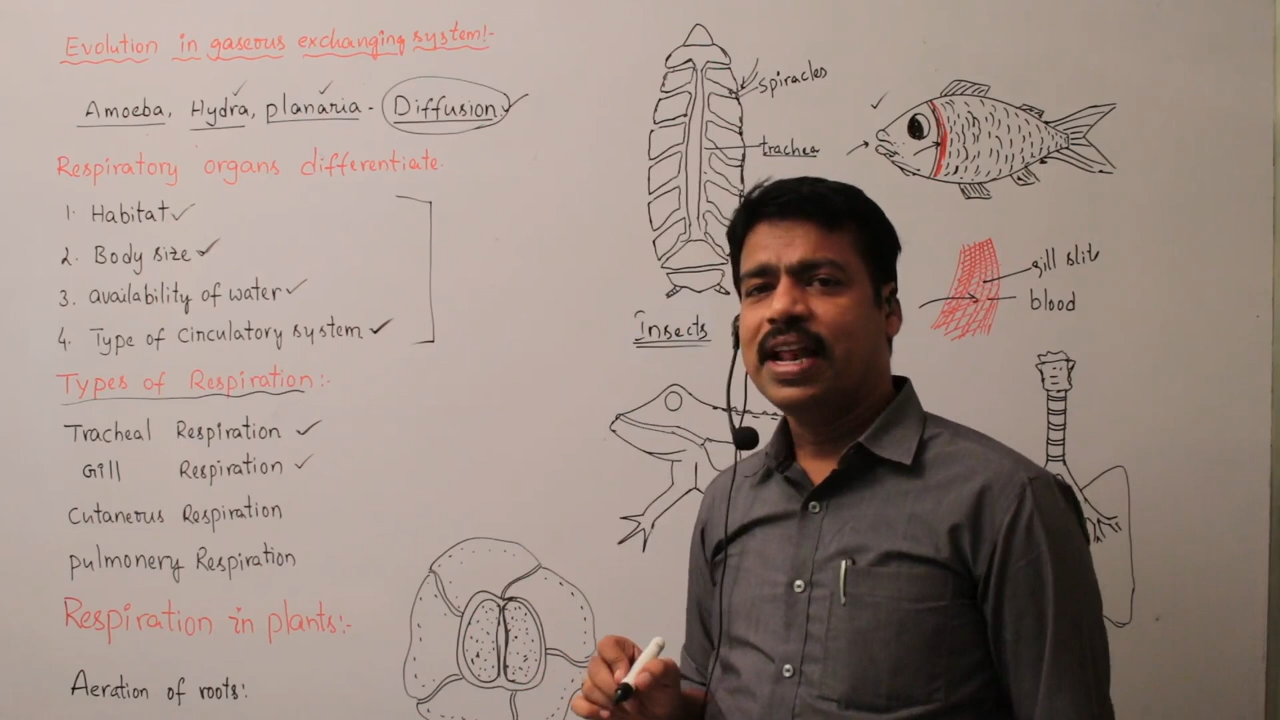 Evolution in gaseous exchanging system:-
Amoeba, Hydra, planaria - Diffusion
Respiratory organs differentiate.
1. Habitat
2. Body size
3. availability of water
4. Type of Circulatory system
Types of Respiration:-
Tracheal Respiration
Gill Respiration
Cutaneous Respiration
pulmonery Respiration
Respiration in plants:-
Aeration of roots:
spiracles
trachea
Insects
gill slit
blood